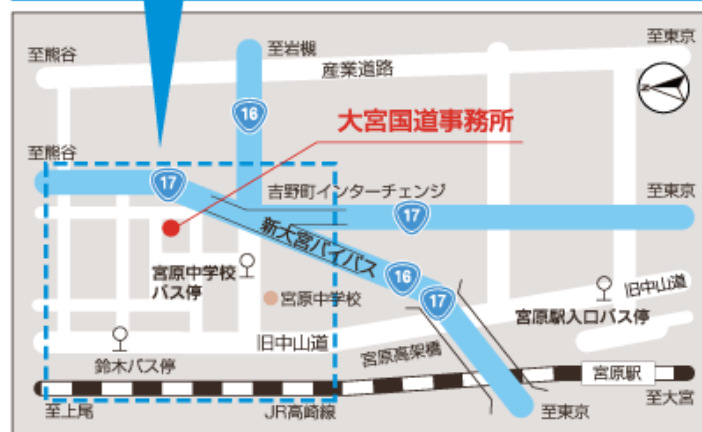 至熊谷
至岩槻
至東京
産業道路
16
大宮国道事務所
至熊谷
17
吉野町インターチェンジ
至東京
17
新大宮バイパス
宮原中学校
バス停
16
宮原中学校
17
旧中山道
宮原駅入口バス停
旧中山道
鈴木バス停
宮原高架橋
宮原駅
至上尾
JR高崎線
至東京
至大宮